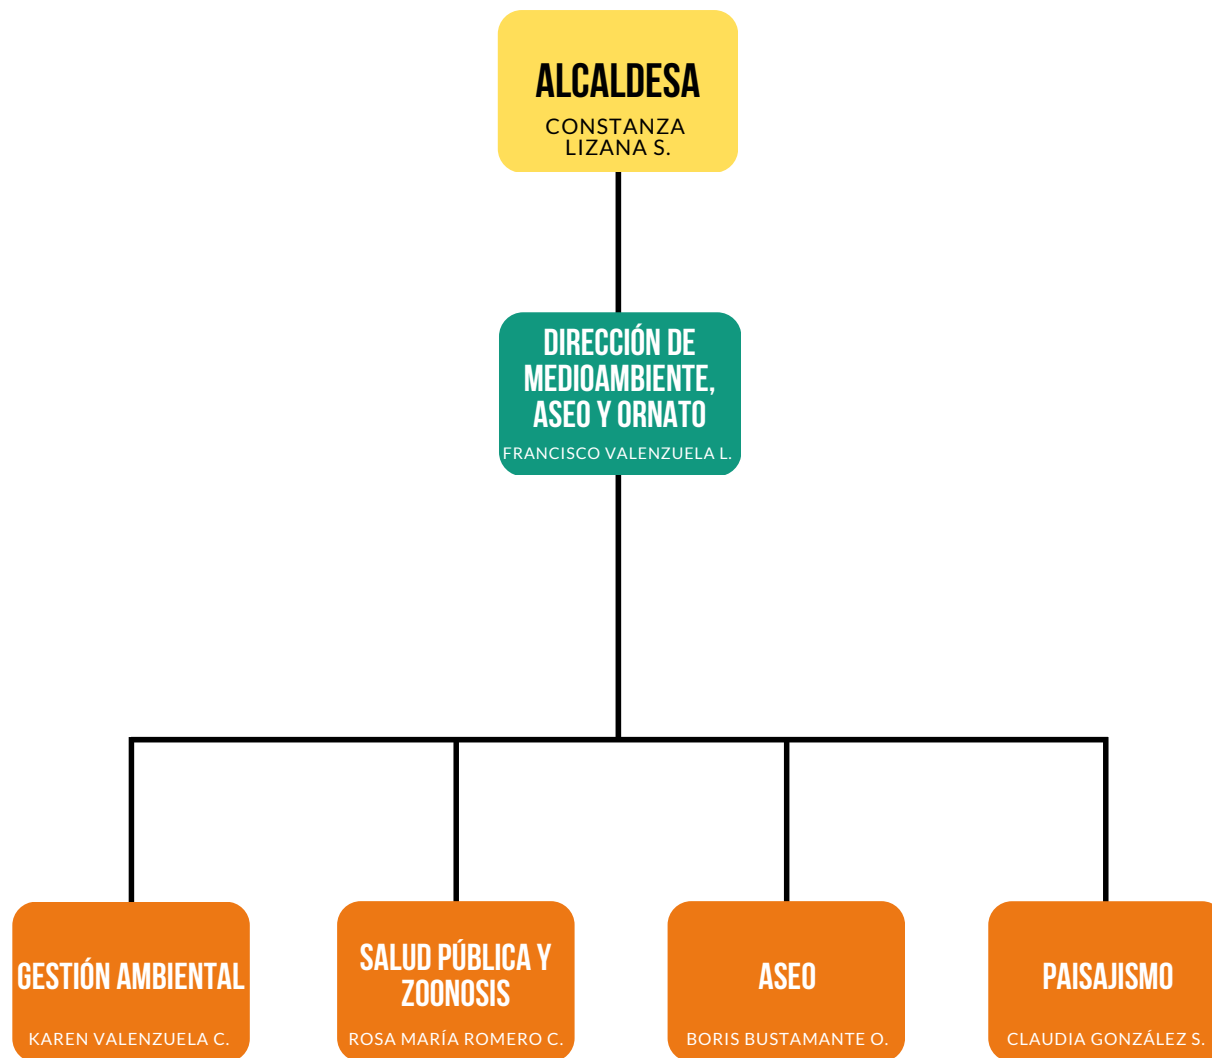 ALCALDESA
CONSTANZA
LIZANA S.
DIRECCIÓN DE
MEDIOAMBIENTE,
ASEO Y ORNATO
FRANCISCO VALENZUELA L.
GESTIÓN AMBIENTAL
KAREN VALENZUELA C.
SALUD PÚBLICA Y
ZOONOSIS
ROSA MARÍA ROMERO C.
ASEO
BORIS BUSTAMANTE O.
PAISAJISMO
CLAUDIA GONZÁLEZ S.